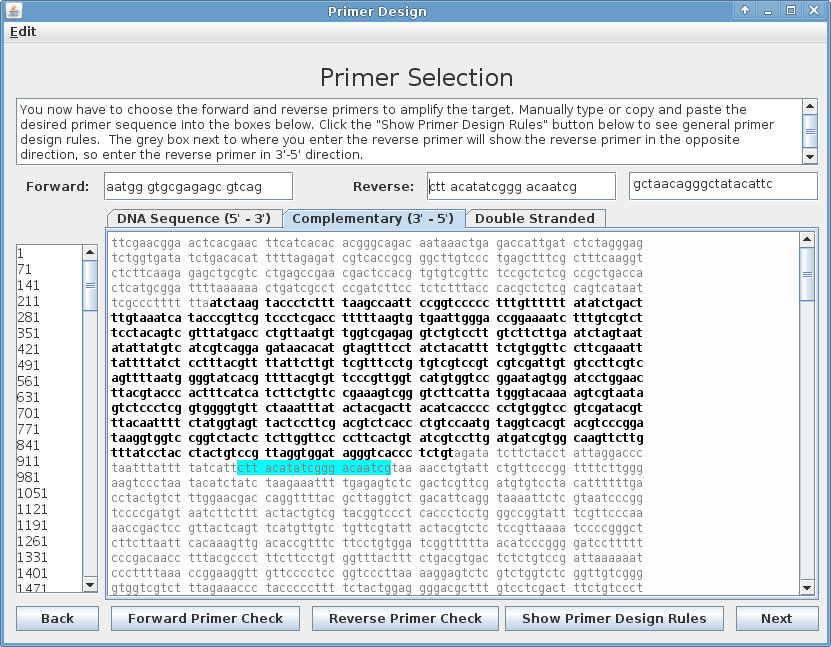 Primer Design
Edit
Primer Selection
You now have to choose the forward and reverse primers to amplify the target. Manually type or copy and paste the
desired primer sequence into the boxes below. Click the "Show Primer Design Rules" button below to see general primer
design rules.  The grey box next to where you enter the reverse primer will show the reverse primer in the opposite
direction, so enter the reverse primer in 3'-5' direction.
Forward: aatgg gtgcgagagc gtcag Reverse: ctt acatatcggg acaatcg gctaacagggctatacattc
DNA Sequence (5' - 3') Complementary (3' - 5') Double Stranded
1
71
141
211
281
351
421
491
561
631
701
771
841
911
981
1051
1121
1191
1261
1331
1401
1471
ttcgaacgga actcacgaac ttcatcacac acgggcagac aataaactga gaccattgat ctctagggag
tctggtgata tctgacacat ttttagagat cgtcaccgcg ggcttgtccc tgagctttcg cttttcaaggt
ctcttcaaga gagctgcgtc ctgagccgaa cgactccacg tgtgtcgttc tccgctctcg ccgctgacca
ctcatgcgga ttttaaaaaa ctgatcgcct ccgatcttcc tctctttacc cacgctctcg cagtcataat
tcgcccttttt ttaatctaag taccctcttt taagccaatt ccggtccccc tttgtttttt atatctgact
ttgtaaatca tacccgttcg tccctcgacc tttttaagtg tgaattggga ccggaaaatc tttgtcgtct
tcctacagtc gtttatgacc ctgttaatgt tggtcgagag gtctgtcctt gtcttcttga atctagtaat
atattatgtc atcgtcagga gataacacat gtagtttcct atctacattt tctgtggttc cttcgaaatt
tattttatct cctttacgtt ttattcttgt tcgtttcctg tgtcgtccgt cgtcgattgt gtccttcgtc
agttttaatg gggtatcacg ttttacgtgt tcccgttggt catgtggtcc ggaatagtgg atcctggaac
ttacgtaccc actttcatca tcttctgttc cgaaagtcgg gtcttcatta tgggtacaaa agtcgtaata
gtctccctcg gtggggtgtt ctaaatttat actacgactt acatcacccc cctgtggtcc gtcgatacgt
ttacaatttt ctatggtagt tactccttcg acgtctcacc ctgtccaatg taggtcacgt acgtcccgga
taaggtggtc cggtctactc tcttggttcc cccttcactgt atcgtccttg atgatcgtgg caagttcttg
tttatcctac ctactgtccg ttaggtggat agggtcaccc tctgtagata tcttctacct attaggaccc
taatttattt tatcattctt acatatcggg acaatcgtaa aacctgtatt ctgttcccgg ttttcttggg
aagtccctaa tacatctatc taagaaattt tgagagtctc gactcgttcg atgtgtccta cattttttga
cctactgtct ttggaacgac caggttttac gcttaggtct gacattcagg taaaattctc gtaatcccgg
tccccgatgt aatcttcttt actactgtcg tacggtccct caccctcctg gggccggtatt ttcgttcccaa
aaccgactcc gttactcagt tcatgttgtc tgttcgtatt actacgtctc tccgttaaaa tccccgggct
cttcttaatt cacaaagttg acaccgtttc ttcctgtgga tcggttttta acatcccggg gatcctttttt
cccgacaacc tttacgccct ttcttcctgt ggtttacttt ctgacgtgac tctctgtccg attaaaaaat
cccttttaaa ccggaaggtt gttcccctcc ggtcccttaa aaggagtctc gtctggtctc ggttgtcggg
gtggtcgtct ttagaaaccc tacccccttt gtctactgag gggacgcttt gtcctcgact ttctgtccct
Back Forward Primer Check Reverse Primer Check Show Primer Design Rules Next